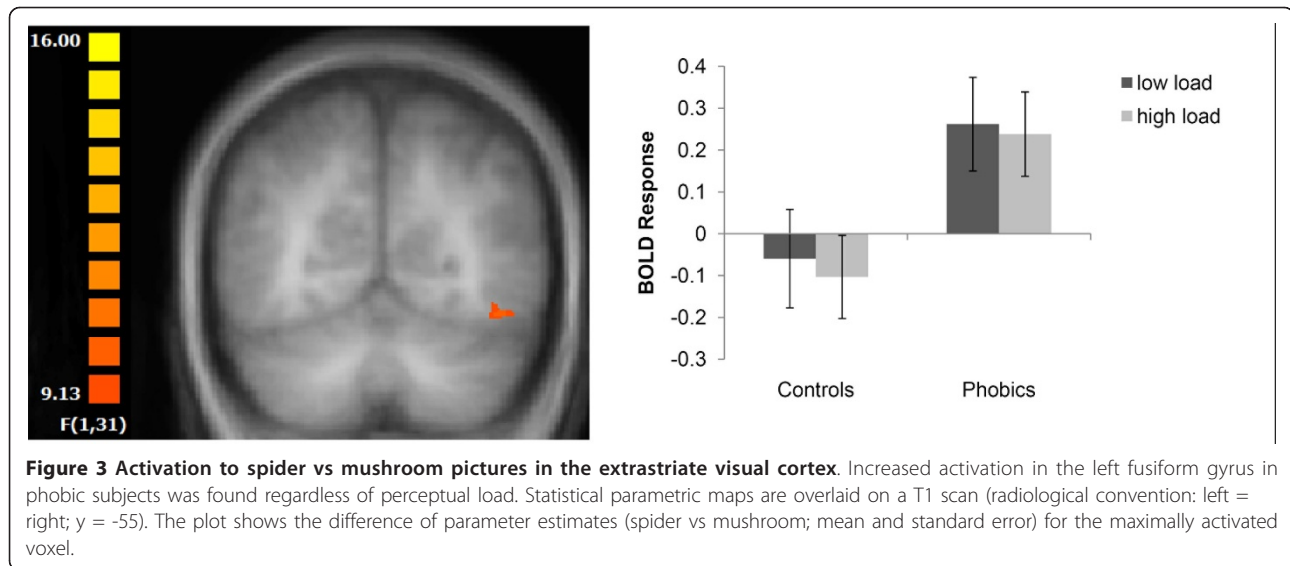 16.00
9.13
F(1,31)
0.4
0.3
0.2
0.1
0
-0.1
-0.2
-0.3
BOLD Response
Controls
Phobics
low load
high load
Figure 3 Activation to spider vs mushroom pictures in the extrastriate visual cortex. Increased activation in the left fusiform gyrus in
phobic subjects was found regardless of perceptual load. Statistical parametric maps are overlaid on a T1 scan (radiological convention: left =
right; y = -55). The plot shows the difference of parameter estimates (spider vs mushroom; mean and standard error) for the maximally activated
voxel.